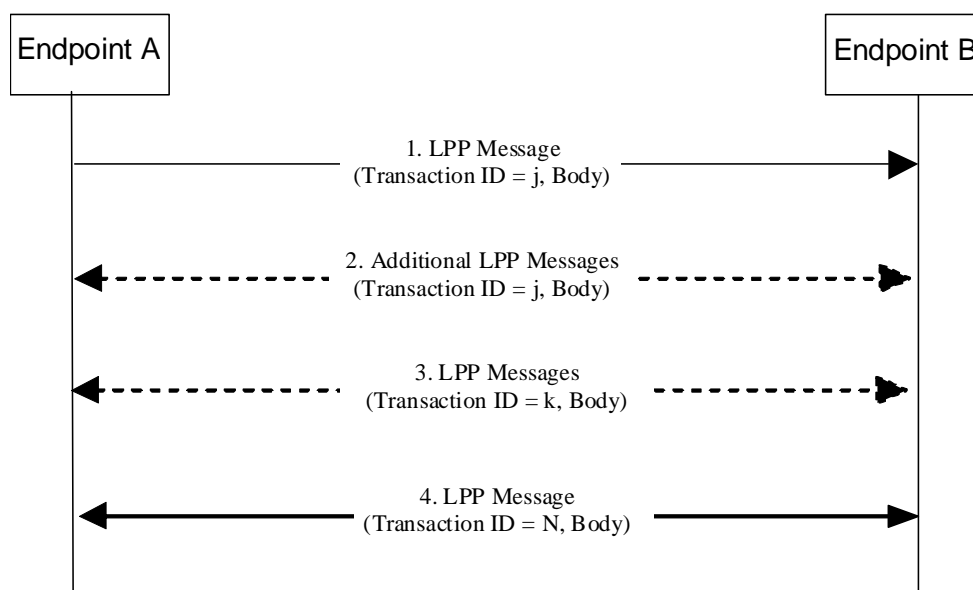 Endpoint A
Endpoint B
1. LPP Message
(Transaction ID = j, Body)
2. Additional LPP Messages
(Transaction ID = j, Body)
3. LPP Messages
(Transaction ID = k, Body)
4. LPP Message
(Transaction ID = N, Body)